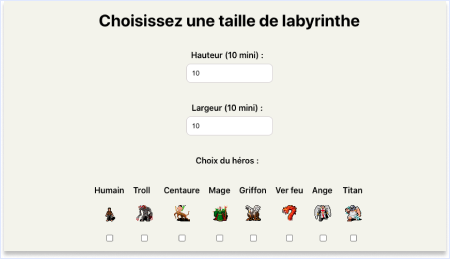 Choisissez une taille de labyrinthe
Hauteur (10 mini) :
10
Largeur (10 mini) :
10
Choix du héros :
Humain Troll Centaure Mage Griffon Ver feu Ange Titan